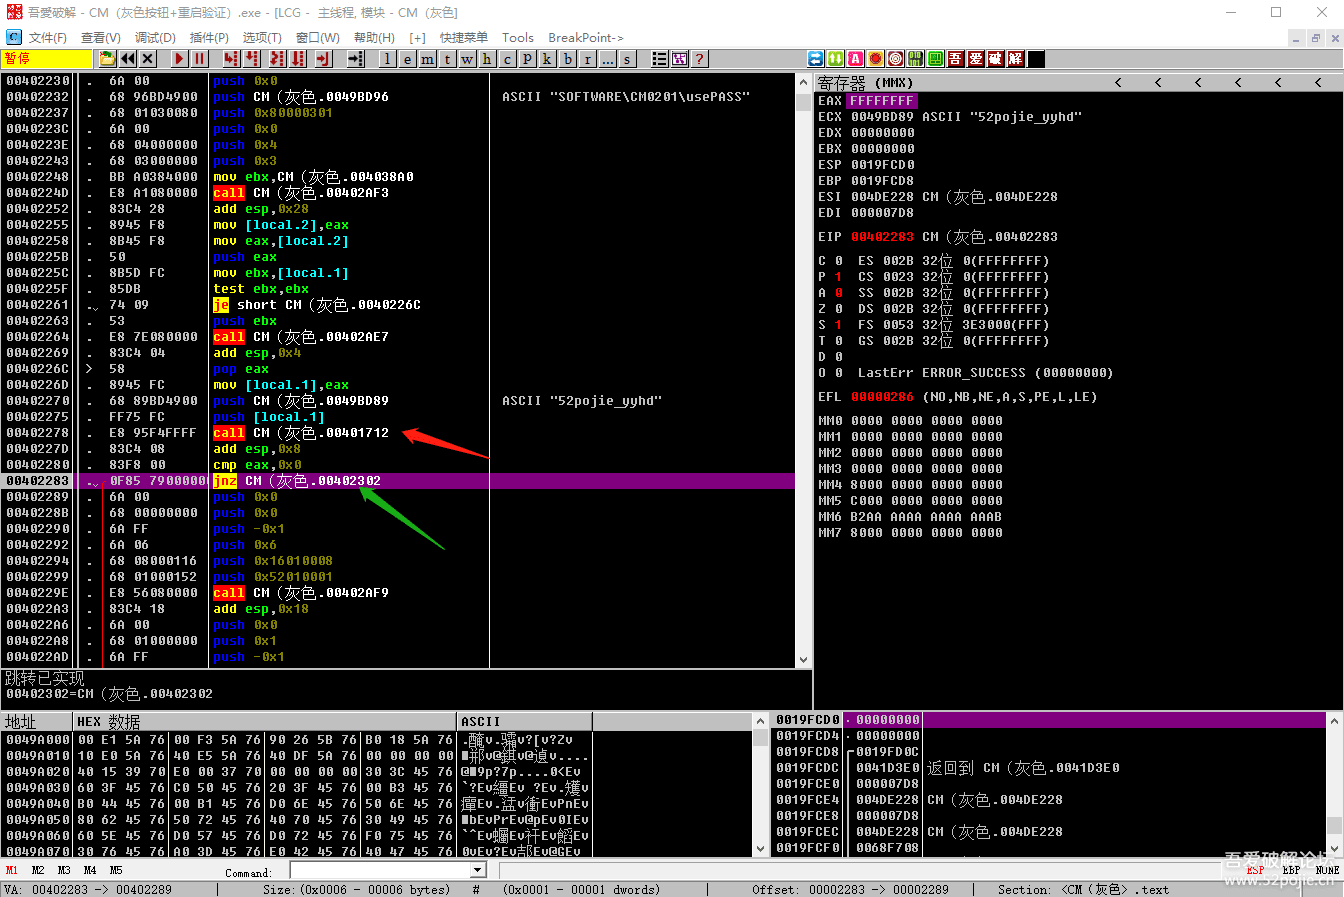 吾爱破解 - CM（灰色按钮+重启验证）.exe - [LCG - 主线程, 模块 - CM（灰色]
文件(F) 查看(V) 调试(D) 插件(P) 选项(T) 窗口(W) 帮助(H) [+] 快捷菜单 Tools BreakPoint->
暂停 l e m t w h c P k b r ... s ? 吾 爱 破 解
00402230 . 6A 00 push 0x0
00402232 . 68 96BD4900 push CM（灰色.0049BD96 ASCII "SOFTWARE\CM0201\usePASS"
00402237 . 68 01030080 push 0x80000301
0040223C . 6A 00 push 0x0
0040223E . 68 04000000 push 0x4
00402243 . 68 03000000 push 0x3
00402248 . BB A0384000 mov ebx,CM（灰色.004038A0
0040224D . E8 A1080000 call CM（灰色.00402AF3
00402252 . 83C4 28 add esp,0x28
00402255 . 8945 F8 mov [local.2],eax
00402258 . 8B45 F8 mov eax,[local.2]
0040225B . 50 push eax
0040225C . 8B5D FC mov ebx,[local.1]
0040225F . 85DB test ebx,ebx
00402261 . 74 09 je short CM（灰色.0040226C
00402263 . 53 push ebx
00402264 . E8 7E080000 call CM（灰色.00402AE7
00402269 . 83C4 04 add esp,0x4
0040226C > 58 pop eax
0040226D . 8945 FC mov [local.1],eax
00402270 . 68 89BD4900 push CM（灰色.0049BD89 ASCII "52pojie_yyhd"
00402275 . FF75 FC push [local.1]
00402278 . E8 95F4FFFF call CM（灰色.00401712
0040227D . 83C4 08 add esp,0x8
00402280 . 83F8 00 cmp eax,0x0
00402283 . 0F85 79000000 jnz CM（灰色.00402302
00402289 . 6A 00 push 0x0
0040228B . 68 00000000 push 0x0
00402290 . 6A FF push -0x1
00402292 . 6A 06 push 0x6
00402294 . 68 08000116 push 0x16010008
00402299 . 68 01000152 push 0x52010001
0040229E . E8 56080000 call CM（灰色.00402AF9
004022A3 . 83C4 18 add esp,0x18
004022A6 . 6A 00 push 0x0
004022A8 . 68 01000000 push 0x1
004022AD . 6A FF push -0x1
跳转已实现
00402302=CM（灰色.00402302
寄存器 (MMX) < < < < < <
EAX FFFFFFFF
ECX 0049BD89 ASCII "52pojie_yyhd"
EDX 00000000
EBX 00000000
ESP 0019FCD0
EBP 0019FCD8
ESI 004DE228 CM（灰色.004DE228
EDI 000007D8
EIP 00402283 CM（灰色.00402283
C 0 ES 002B 32位 0(FFFFFFFF)
P 1 CS 0023 32位 0(FFFFFFFF)
A 0 SS 002B 32位 0(FFFFFFFF)
Z 0 DS 002B 32位 0(FFFFFFFF)
S 1 FS 0053 32位 3E3000(FFF)
T 0 GS 002B 32位 0(FFFFFFFF)
D 0
O 0 LastErr ERROR_SUCCESS (00000000)
EFL 00000286 (NO,NB,NE,A,S,PE,L,LE)
MM0 0000 0000 0000 0000
MM1 0000 0000 0000 0000
MM2 0000 0000 0000 0000
MM3 0000 0000 0000 0000
MM4 8000 0000 0000 0000
MM5 C000 0000 0000 0000
MM6 B2AA AAAA AAAA AAAB
MM7 8000 0000 0000 0000
地址 HEX 数据 ASCII
0049A000 00 E1 5A 76 00 F3 5A 76 90 26 5B 76 B0 18 5A 76
0049A010 10 E0 5A 76 40 E5 5A 76 40 DF 5A 76 00 00 00 00
0049A020 40 15 39 70 E0 00 37 70 00 00 00 00 30 3C 45 76
0049A030 60 3F 45 76 C0 50 45 76 20 3F 45 76 00 B3 45 76
0049A040 B0 44 45 76 00 B1 45 76 D0 6E 45 76 50 6E 45 76
0049A050 80 62 45 76 50 72 45 76 40 70 45 76 30 49 45 76
0049A060 60 5E 45 76 D0 57 45 76 D0 72 45 76 F0 75 45 76
0049A070 30 76 45 76 A0 3D 45 76 E0 42 45 76 40 47 45 76
0019FCD0 00000000
0019FCD4 00000000
0019FCD8 0019FD0C
0019FCDC 0041D3E0 返回到 CM（灰色.0041D3E0
0019FCE0 000007D8
0019FCE4 004DE228 CM（灰色.004DE228
0019FCE8 000007D8
0019FCEC 004DE228 CM（灰色.004DE228
0019FCF0 0068F708
M1 M2 M3 M4 M5 Command: ESP EBP NONE
VA: 00402283 -> 00402289 Size:(0x0006 - 00006 bytes) # (0x0001 - 00001 dwords) Offset: 00002283 -> 00002289 Section: <CM（灰色>.text
吾爱破解论坛
www.52pojie.cn